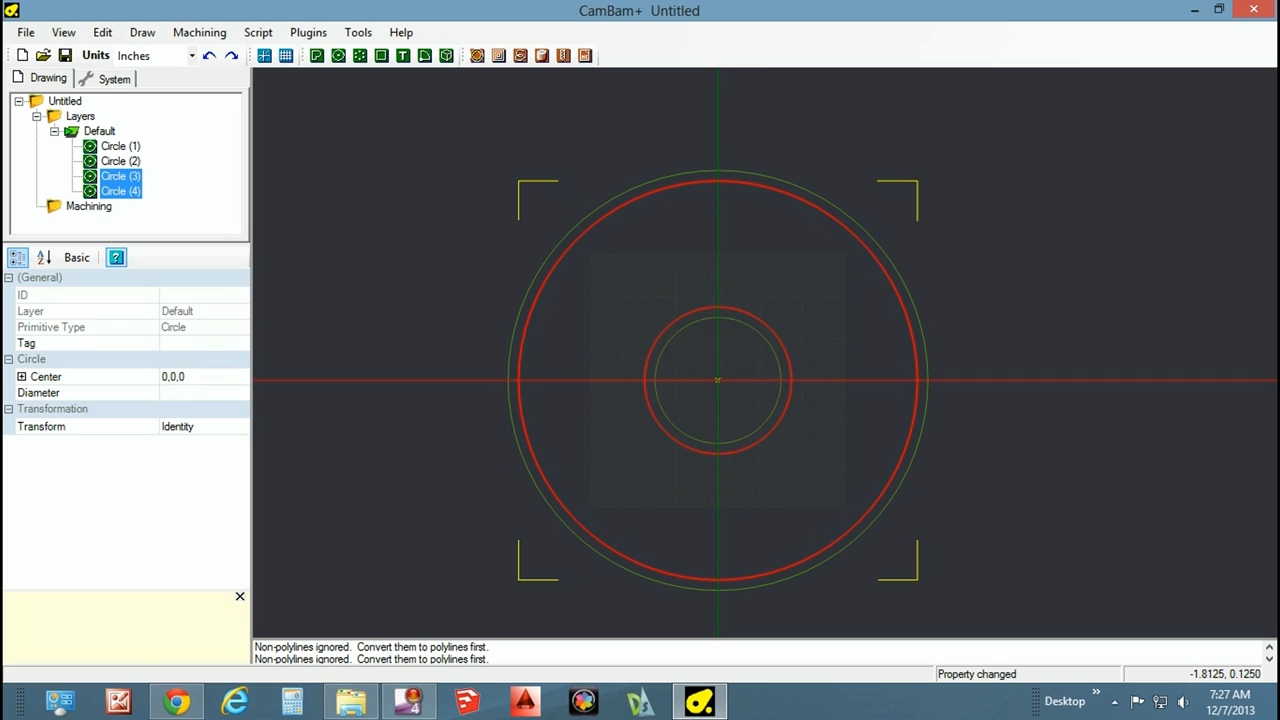 CamBam+ Untitled
File View Edit Draw Machining Script Plugins Tools Help
Units Inches
Drawing System
Untitled
Layers
Default
Circle (1)
Circle (2)
Circle (3)
Circle (4)
Machining
Basic
(General)
ID
Layer Default
Primitive Type Circle
Tag
Circle
Center 0,0,0
Diameter
Transformation
Transform Identity
Non-polylines ignored. Convert them to polylines first.
Non-polylines ignored. Convert them to polylines first.
Property changed -1.8125, 0.1250
Desktop
7:27 AM
12/7/2013